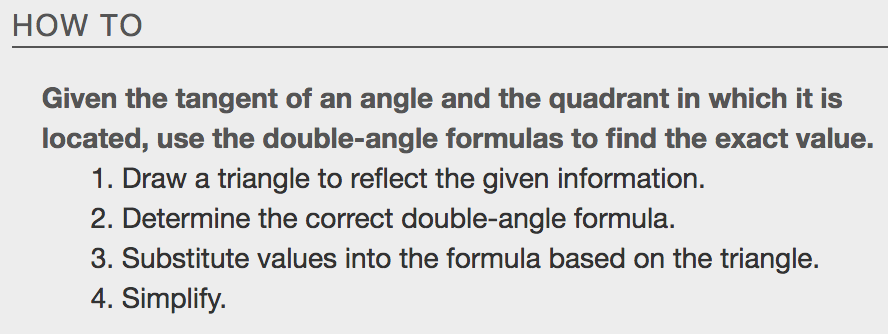 HOW TO
Given the tangent of an angle and the quadrant in which it is
located, use the double-angle formulas to find the exact value.
1. Draw a triangle to reflect the given information.
2. Determine the correct double-angle formula.
3. Substitute values into the formula based on the triangle.
4. Simplify.